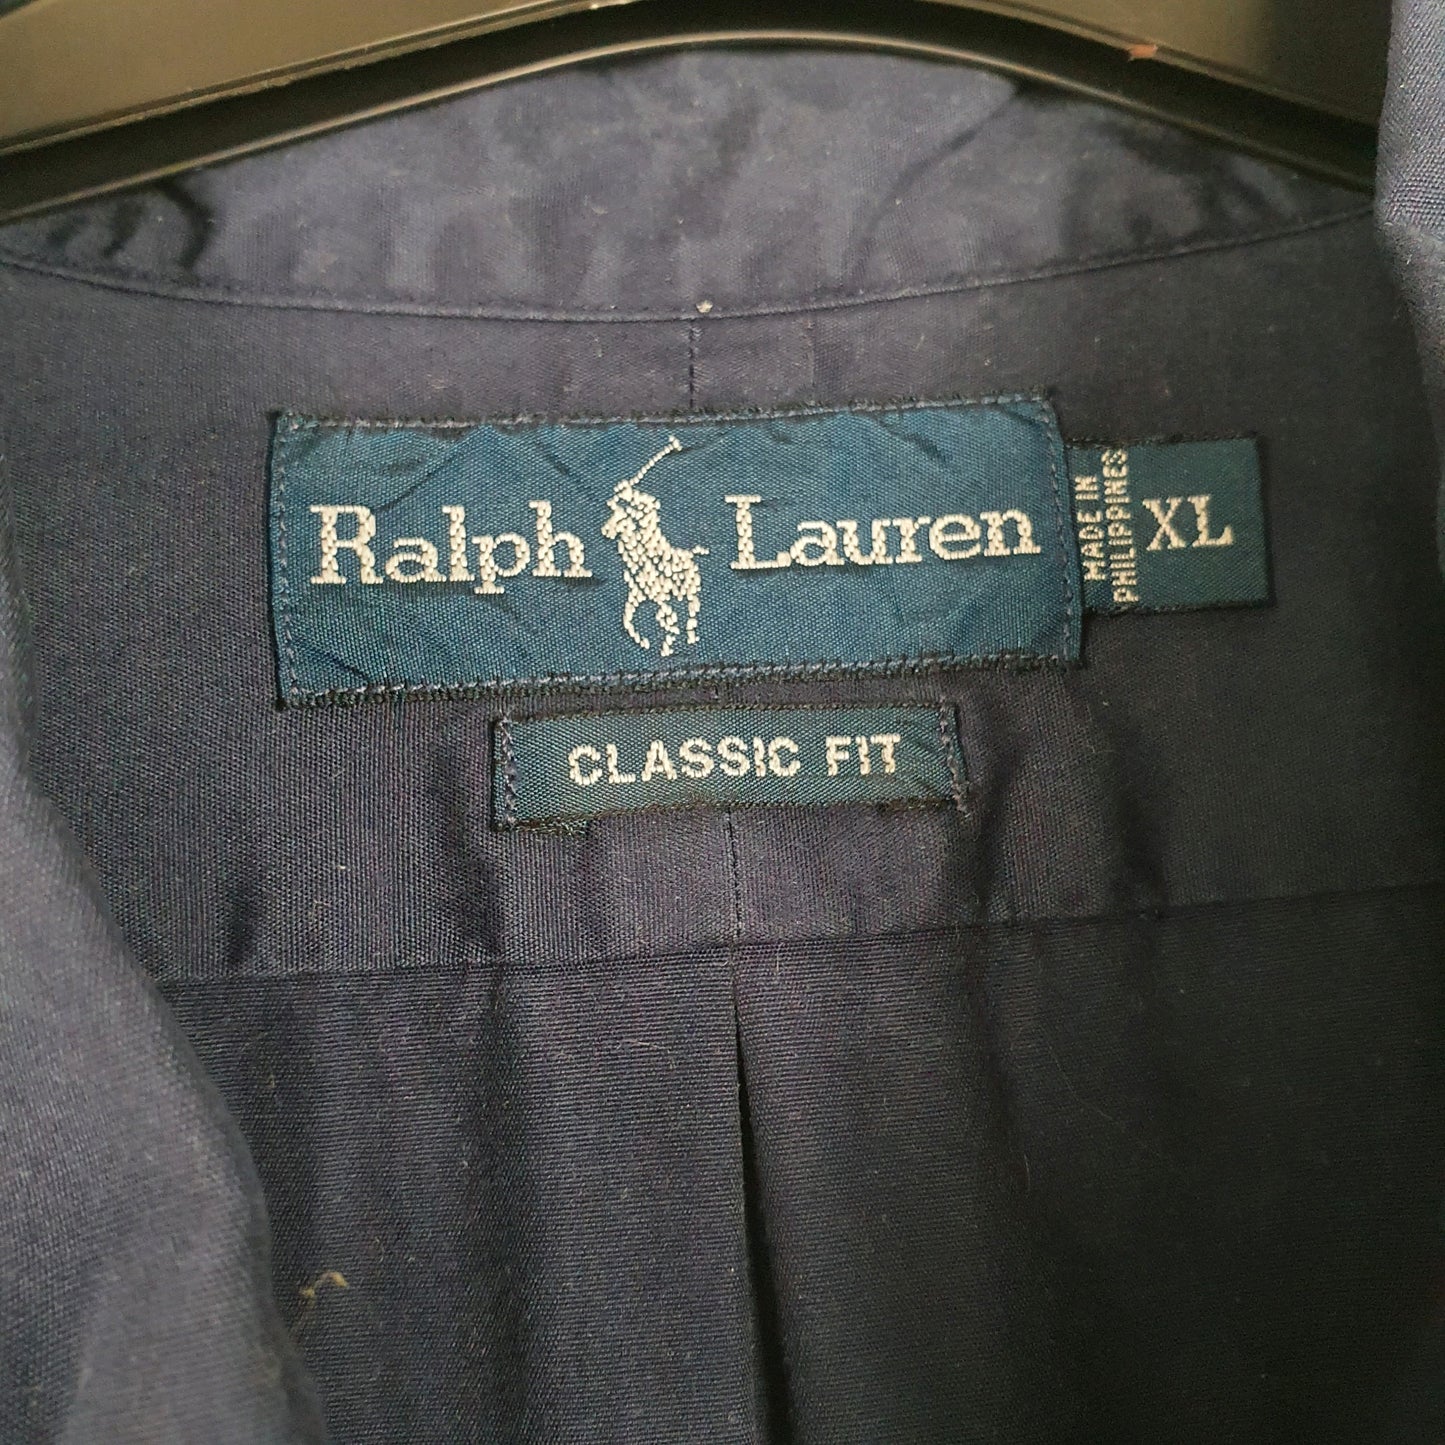 Ralph Lauren
MADE IN
PHILIPPINES
XL
CLASSIC FIT